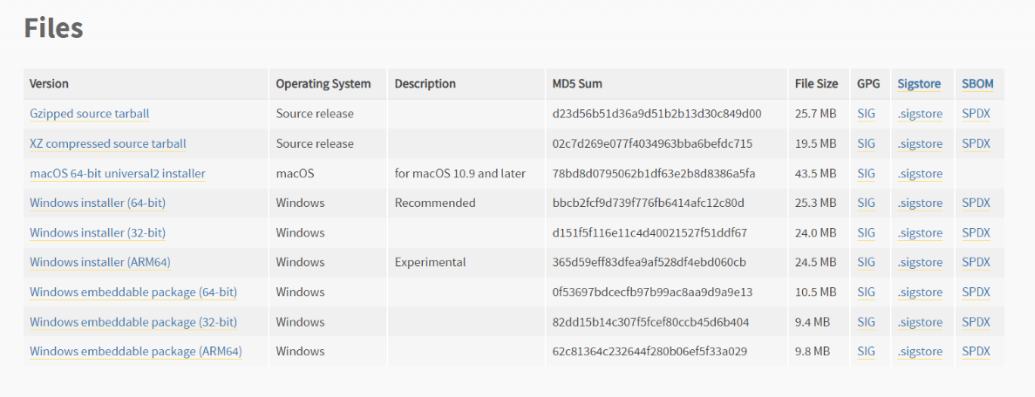 Files
Version Operating System Description MD5 Sum File Size GPG Sigstore SBOM
Gzipped source tarball Source release d23d56b51d36a9d51b2b13d30c849d00 25.7 MB SIG .sigstore SPDX
XZ compressed source tarball Source release 02c7d269e077f4034963bba6befdc715 19.5 MB SIG .sigstore SPDX
macOS 64-bit universal2 installer macOS for macOS 10.9 and later 78bd8d0795062b1df63e2b8d8386a5fa 43.5 MB SIG .sigstore
Windows installer (64-bit) Windows Recommended bbcb2fcf9d739f776fb6414afc12c80d 25.3 MB SIG .sigstore SPDX
Windows installer (32-bit) Windows d151f5f116e11c4d40021527f51ddf67 24.0 MB SIG .sigstore SPDX
Windows installer (ARM64) Windows Experimental 365d59eff83dfea9af528df4ebd060cb 24.5 MB SIG .sigstore SPDX
Windows embeddable package (64-bit) Windows 0f53697bdcecfb97b99ac8aa9d9a9e13 10.5 MB SIG .sigstore SPDX
Windows embeddable package (32-bit) Windows 82dd15b14c307f5fcef80ccb45d6b404 9.4 MB SIG .sigstore SPDX
Windows embeddable package (ARM64) Windows 62c81364c232644f280b06ef5f33a029 9.8 MB SIG .sigstore SPDX